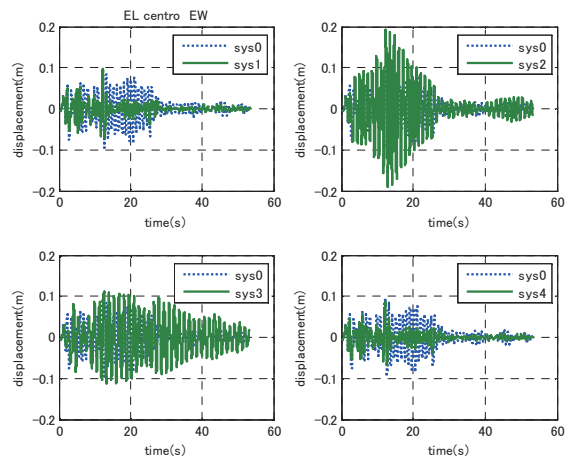 EL centro EW
0.2
0.1
0
−0.1
−0.2
displacement(m)
0
20
40
60
time(s)
sys0
sys1
0.2
0.1
0
−0.1
−0.2
displacement(m)
0
20
40
60
time(s)
sys0
sys2
0.2
0.1
0
−0.1
−0.2
displacement(m)
0
20
40
60
time(s)
sys0
sys3
0.2
0.1
0
−0.1
−0.2
displacement(m)
0
20
40
60
time(s)
sys0
sys4